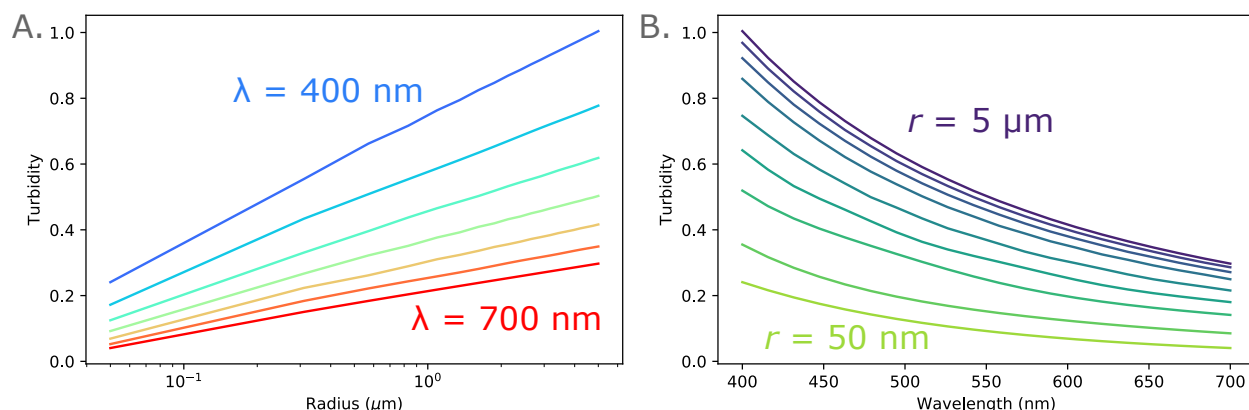 A.
Turbidity
1.0
0.8
0.6
0.4
0.2
0.0
λ = 400 nm
λ = 700 nm
10⁻¹
10⁰
Radius (μm)
B.
Turbidity
1.0
0.8
0.6
0.4
0.2
0.0
r = 5 μm
r = 50 nm
400
450
500
550
600
650
700
Wavelength (nm)